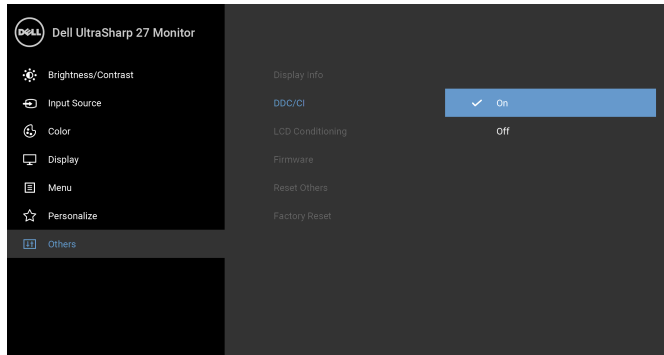 DELL
Dell UltraSharp 27 Monitor
Brightness/Contrast
Input Source
Color
Display
Menu
Personalize
Others
Display Info
DDC/CI
LCD Conditioning
Firmware
Reset Others
Factory Reset
On
Off